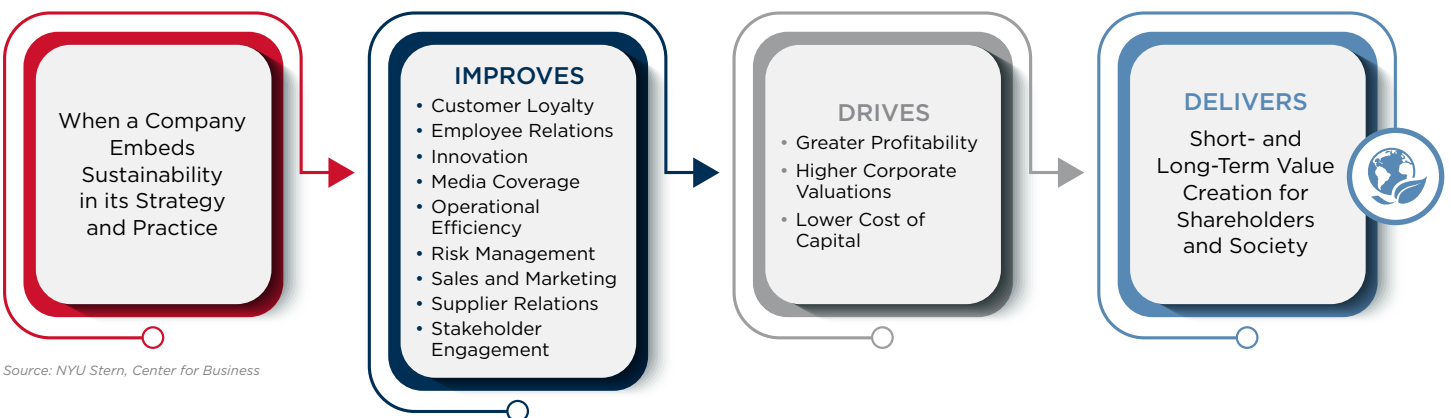 When a Company
Embeds
Sustainability
in its Strategy
and Practice
IMPROVES
• Customer Loyalty
• Employee Relations
• Innovation
• Media Coverage
• Operational
Efficiency
• Risk Management
• Sales and Marketing
• Supplier Relations
• Stakeholder
Engagement
DRIVES
• Greater Profitability
• Higher Corporate
Valuations
• Lower Cost of
Capital
DELIVERS
Short- and
Long-Term Value
Creation for
Shareholders
and Society
Source: NYU Stern, Center for Business